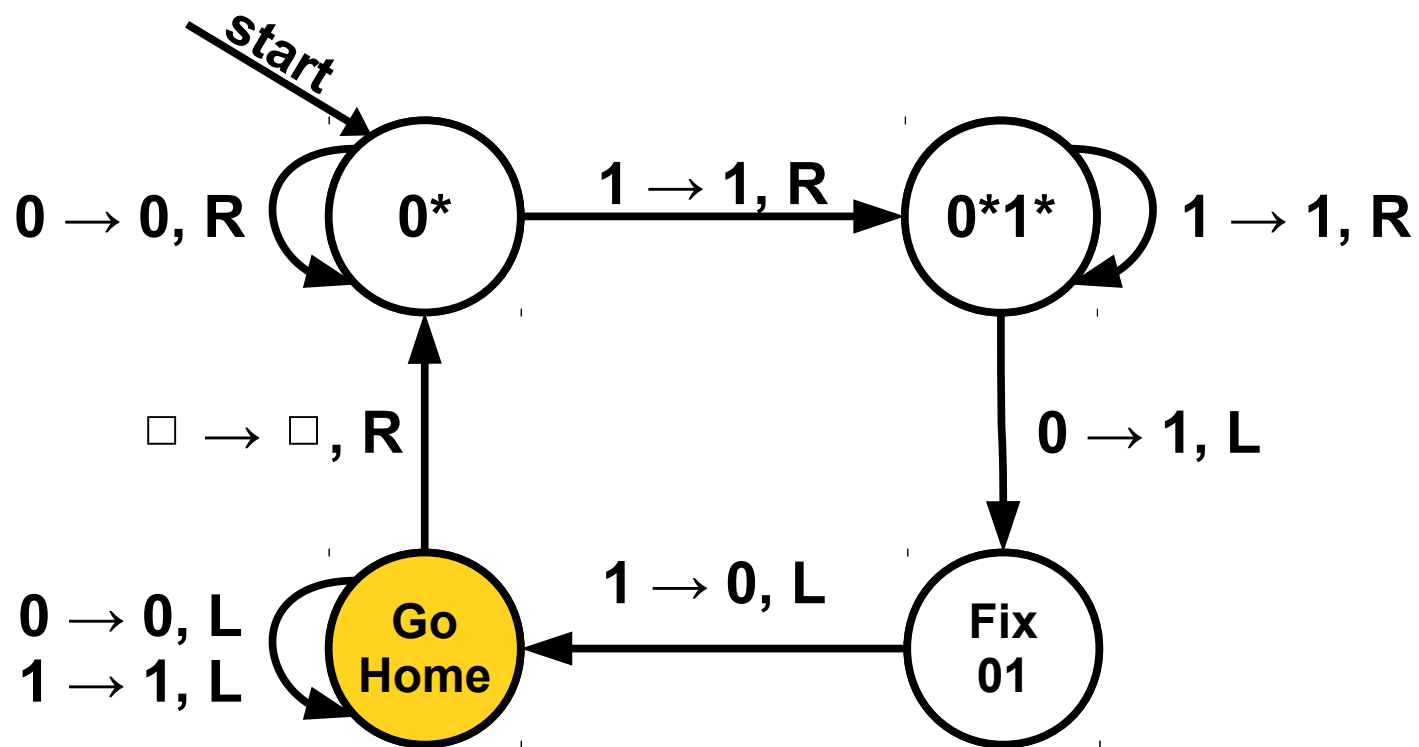 start
0 → 0, R
0*
1 → 1, R
0*1*
1 → 1, R
□ → □, R
0 → 1, L
0 → 0, L
1 → 1, L
Go
Home
1 → 0, L
Fix
01